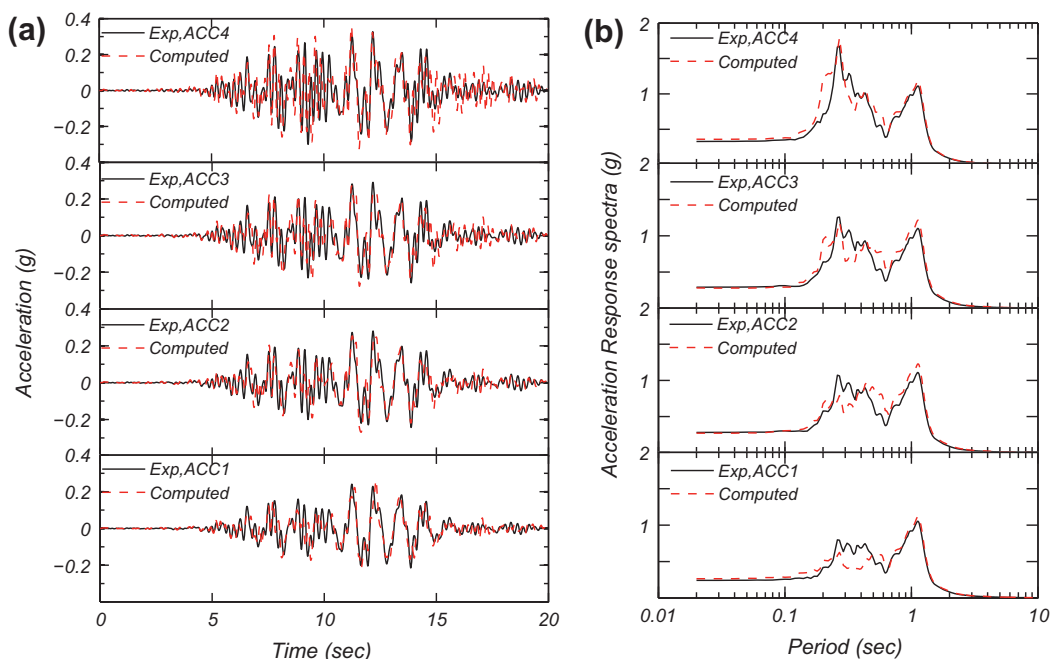 (a)
Acceleration (g)
0.4
Exp,ACC4
Computed
0.2
0
−0.2
0.4
Exp,ACC3
Computed
0.2
0
−0.2
0.4
Exp,ACC2
Computed
0.2
0
−0.2
0.4
Exp,ACC1
Computed
0.2
0
−0.2
0 5 10 15 20
Time (sec)
(b)
Acceleration Response spectra (g)
2
Exp,ACC4
Computed
1
2
Exp,ACC3
Computed
1
2
Exp,ACC2
Computed
1
2
Exp,ACC1
Computed
1
0.01 0.1 1 10
Period (sec)